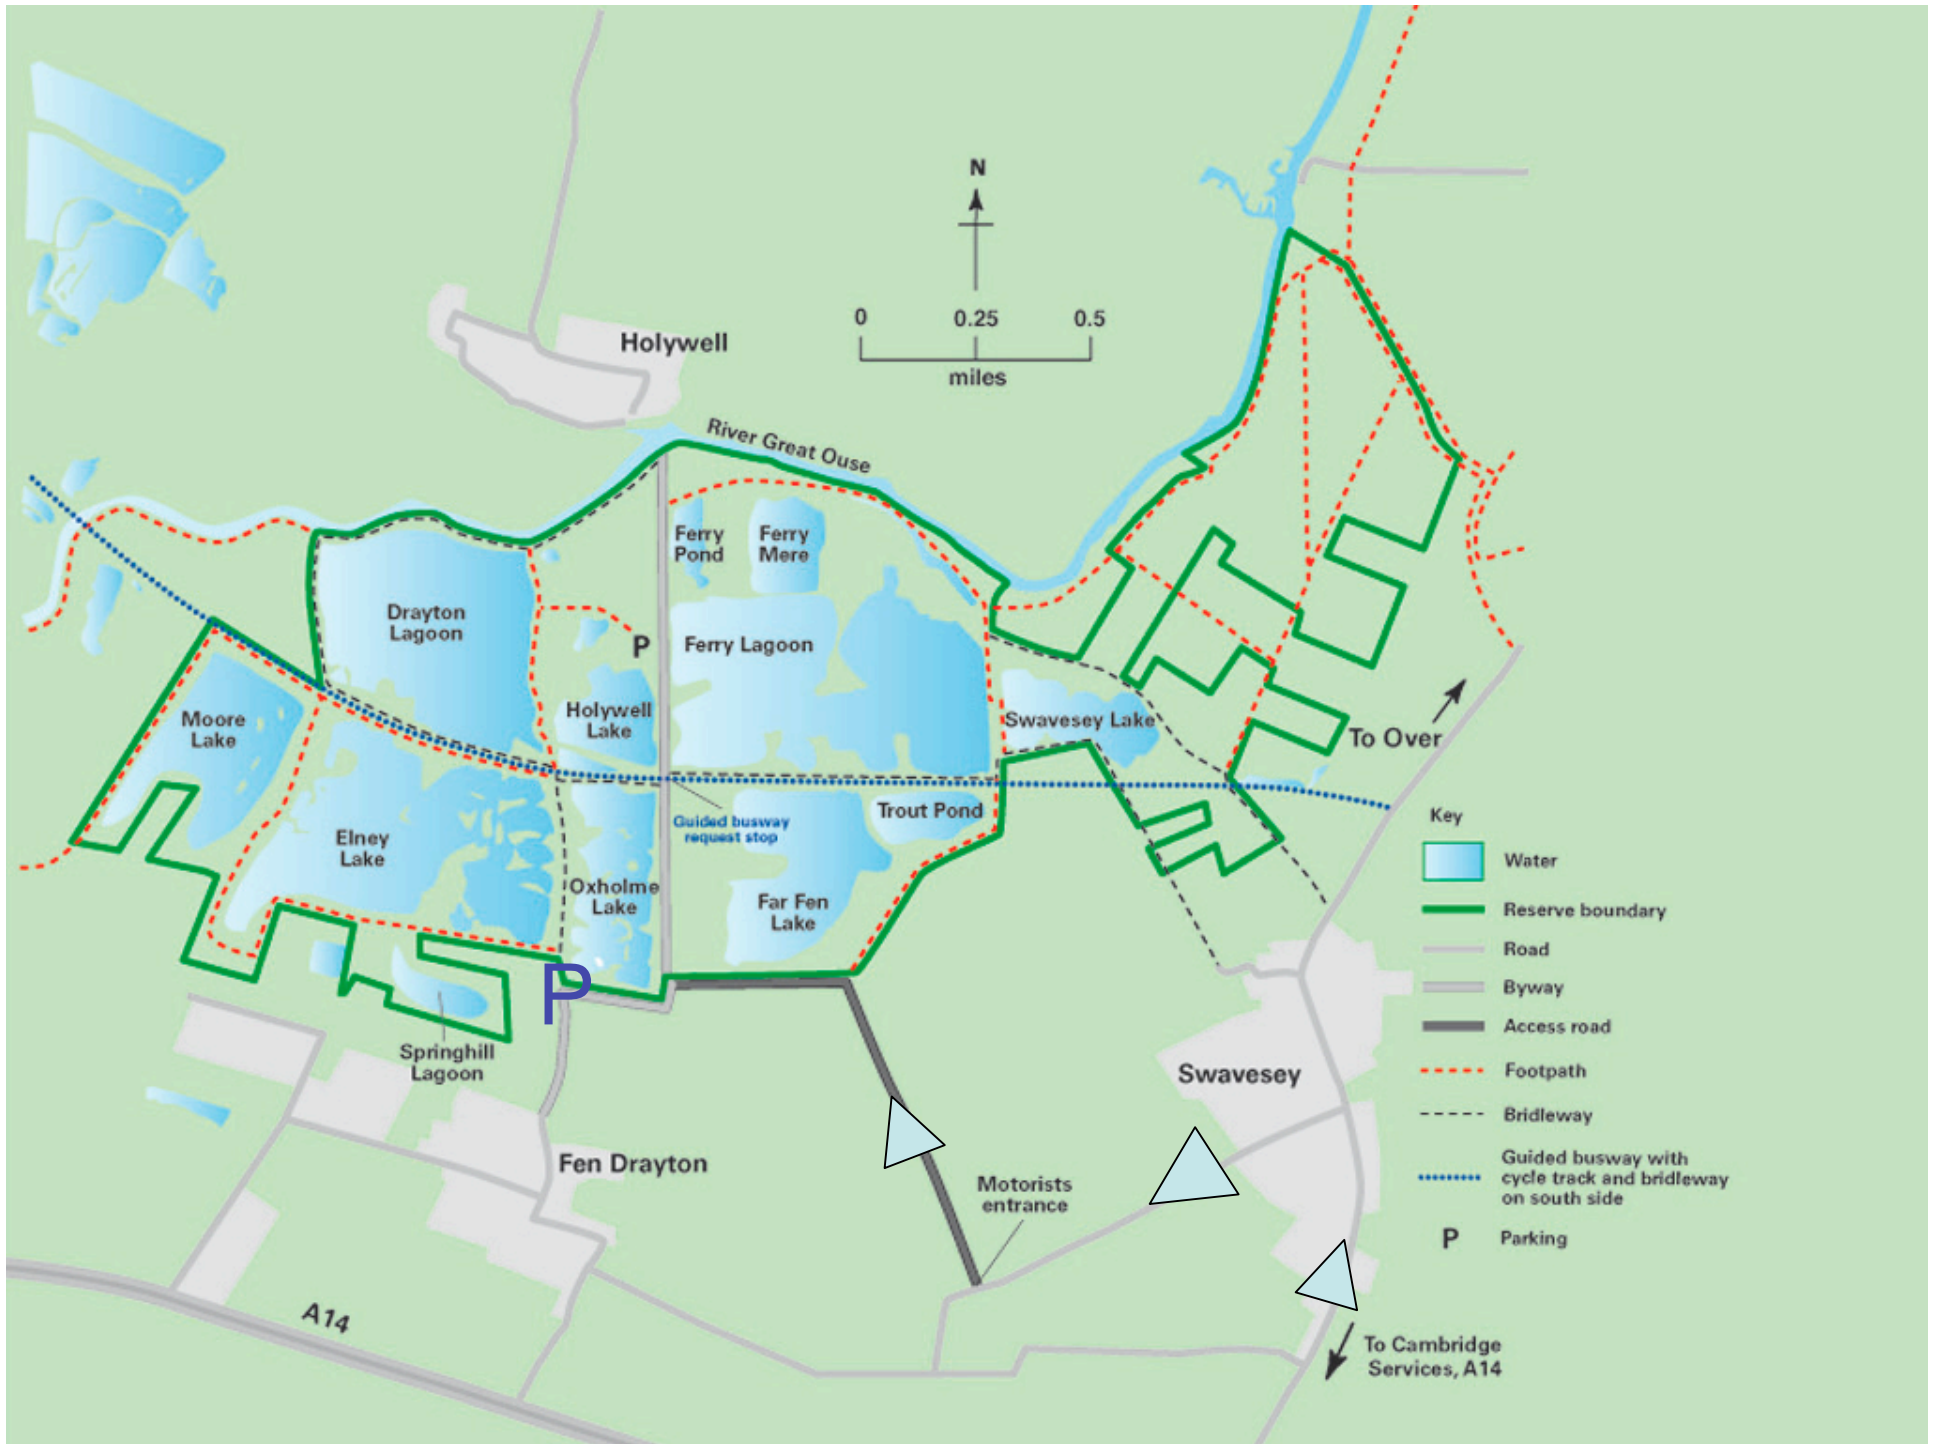 N
0 0.25 0.5
miles
Holywell
River Great Ouse
Ferry
Pond
Ferry
Mere
Drayton
Lagoon
P
Ferry Lagoon
Holywell
Lake
Moore
Lake
Swavesey Lake
To Over
Guided busway
request stop
Trout Pond
Elney
Lake
Oxholme
Lake
Far Fen
Lake
P
Springhill
Lagoon
Swavesey
Fen Drayton
Motorists
entrance
A14
To Cambridge
Services, A14
Key
Water
Reserve boundary
Road
Byway
Access road
Footpath
Bridleway
Guided busway with
cycle track and bridleway
on south side
P Parking